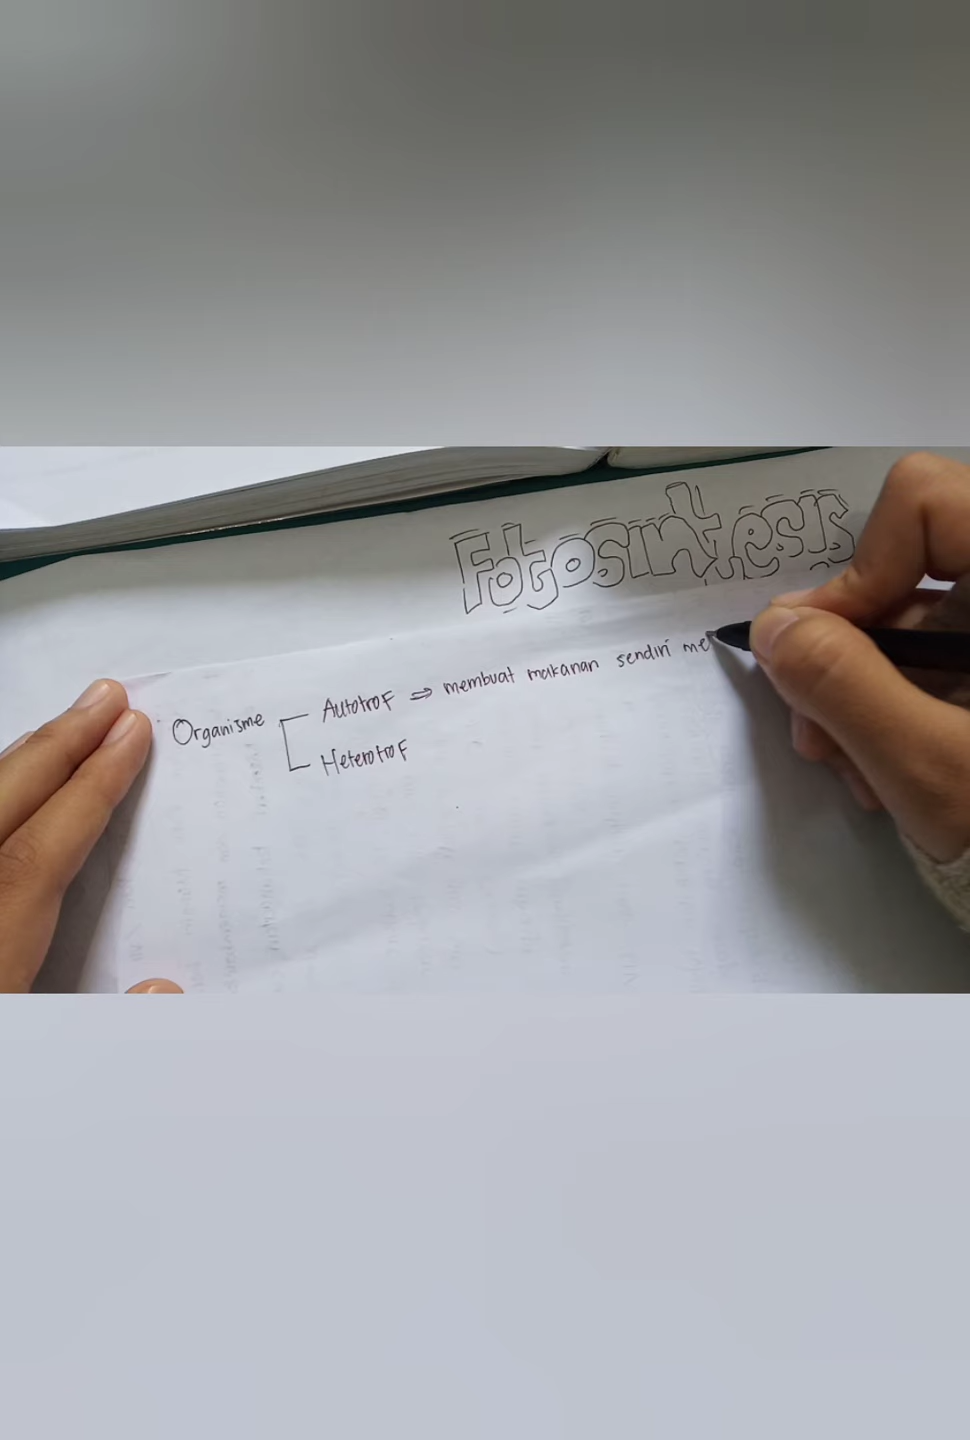 Fotosintesis
Organisme
Autotrof ⇒ membuat makanan sendiri me
Heterotrof